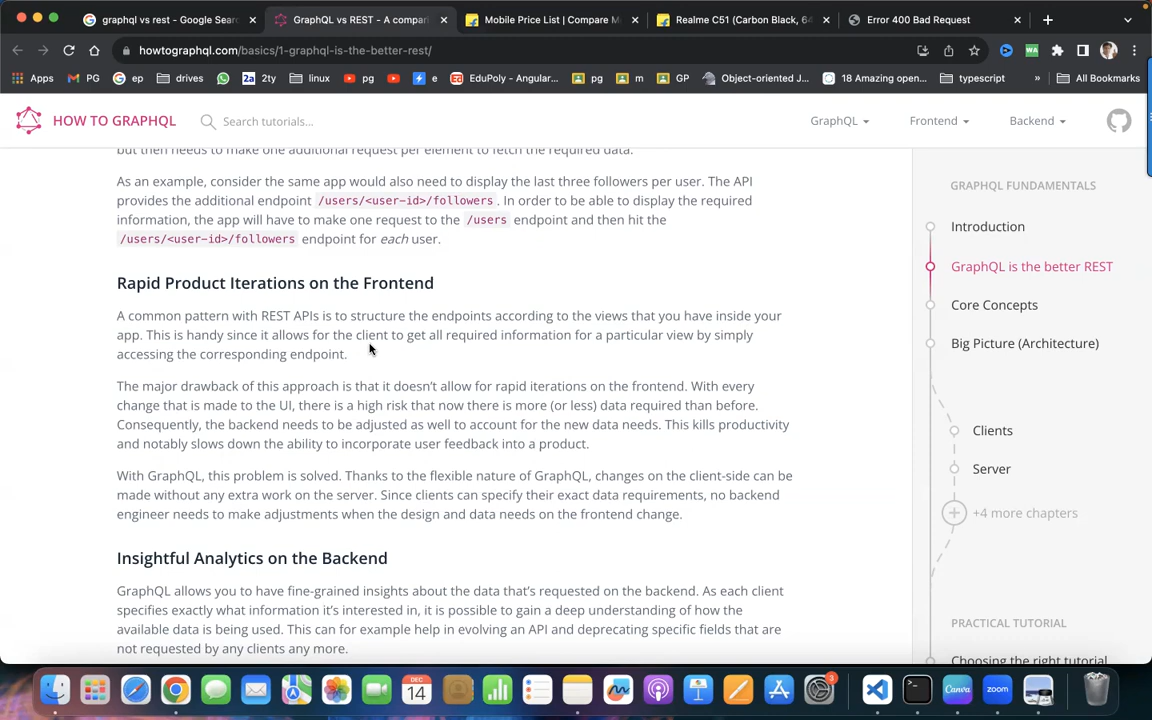 graphql vs rest - Google Sear
GraphQL vs REST - A compari
Mobile Price List | Compare M
Realme C51 (Carbon Black, 64
Error 400 Bad Request
howtographql.com/basics/1-graphql-is-the-better-rest/
Apps
PG
ep
drives
2a
2ty
linux
pg
e
EduPoly - Angular...
pg
m
GP
Object-oriented J...
18 Amazing open...
typescript
»
All Bookmarks
HOW TO GRAPHQL
Search tutorials...
GraphQL
Frontend
Backend
but then needs to make one additional request per element to fetch the required data.
As an example, consider the same app would also need to display the last three followers per user. The API
provides the additional endpoint /users/<user-id>/followers. In order to be able to display the required
information, the app will have to make one request to the /users endpoint and then hit the
/users/<user-id>/followers endpoint for each user.
Rapid Product Iterations on the Frontend
A common pattern with REST APIs is to structure the endpoints according to the views that you have inside your
app. This is handy since it allows for the client to get all required information for a particular view by simply
accessing the corresponding endpoint.
The major drawback of this approach is that it doesn't allow for rapid iterations on the frontend. With every
change that is made to the UI, there is a high risk that now there is more (or less) data required than before.
Consequently, the backend needs to be adjusted as well to account for the new data needs. This kills productivity
and notably slows down the ability to incorporate user feedback into a product.
With GraphQL, this problem is solved. Thanks to the flexible nature of GraphQL, changes on the client-side can be
made without any extra work on the server. Since clients can specify their exact data requirements, no backend
engineer needs to make adjustments when the design and data needs on the frontend change.
Insightful Analytics on the Backend
GraphQL allows you to have fine-grained insights about the data that's requested on the backend. As each client
specifies exactly what information it's interested in, it is possible to gain a deep understanding of how the
available data is being used. This can for example help in evolving an API and deprecating specific fields that are
not requested by any clients any more.
GRAPHQL FUNDAMENTALS
Introduction
GraphQL is the better REST
Core Concepts
Big Picture (Architecture)
Clients
Server
+4 more chapters
PRACTICAL TUTORIAL
Choosing the right tutorial
DEC
14
Canva
zoom
3